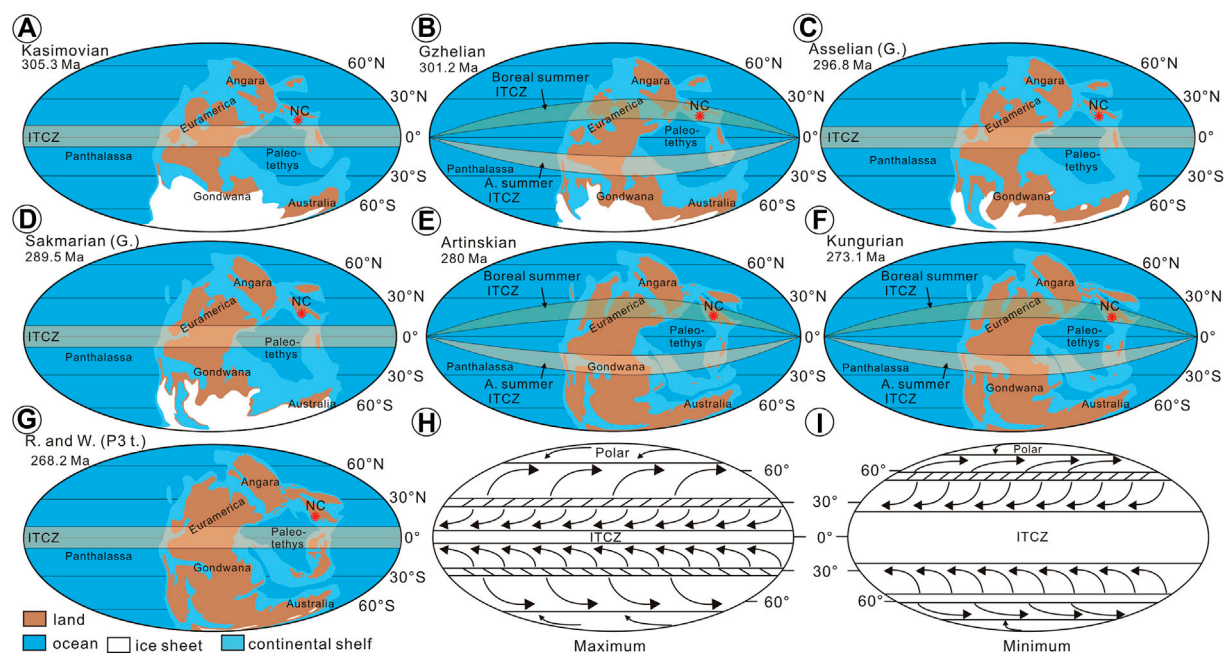 A
Kasimovian
305.3 Ma
60°N
Angara
30°N
NC
Euramerica
ITCZ
0°
Panthalassa
Paleo-
tethys
30°S
Gondwana
Australia
60°S
B
Gzhelian
301.2 Ma
60°N
Boreal summer
ITCZ
Angara
30°N
NC
Euramerica
0°
Paleo-
tethys
Panthalassa
A. summer
ITCZ
30°S
Gondwana
Australia
60°S
C
Asselian (G.)
296.8 Ma
60°N
Angara
30°N
NC
Euramerica
ITCZ
0°
Panthalassa
Paleo-
tethys
30°S
Gondwana
Australia
60°S
D
Sakmarian (G.)
289.5 Ma
60°N
Angara
30°N
NC
Euramerica
ITCZ
0°
Panthalassa
Paleo-
tethys
30°S
Gondwana
Australia
60°S
E
Artinskian
280 Ma
60°N
Boreal summer
ITCZ
Angara
30°N
NC
Euramerica
0°
Paleo-
tethys
Panthalassa
Gondwana
A. summer
ITCZ
30°S
Australia
60°S
F
Kungurian
273.1 Ma
60°N
Boreal summer
ITCZ
Angara
30°N
NC
Euramerica
0°
Paleo-
tethys
Panthalassa
A. summer
ITCZ
30°S
Gondwana
Australia
60°S
G
R. and W. (P3 t.)
268.2 Ma
60°N
Angara
30°N
NC
Euramerica
ITCZ
0°
Panthalassa
Paleo-
tethys
Gondwana
30°S
Australia
60°S
land
ocean
ice sheet
continental shelf
H
Polar
60°
30°
ITCZ
0°
30°
60°
Maximum
I
Polar
60°
30°
ITCZ
30°
60°
Minimum